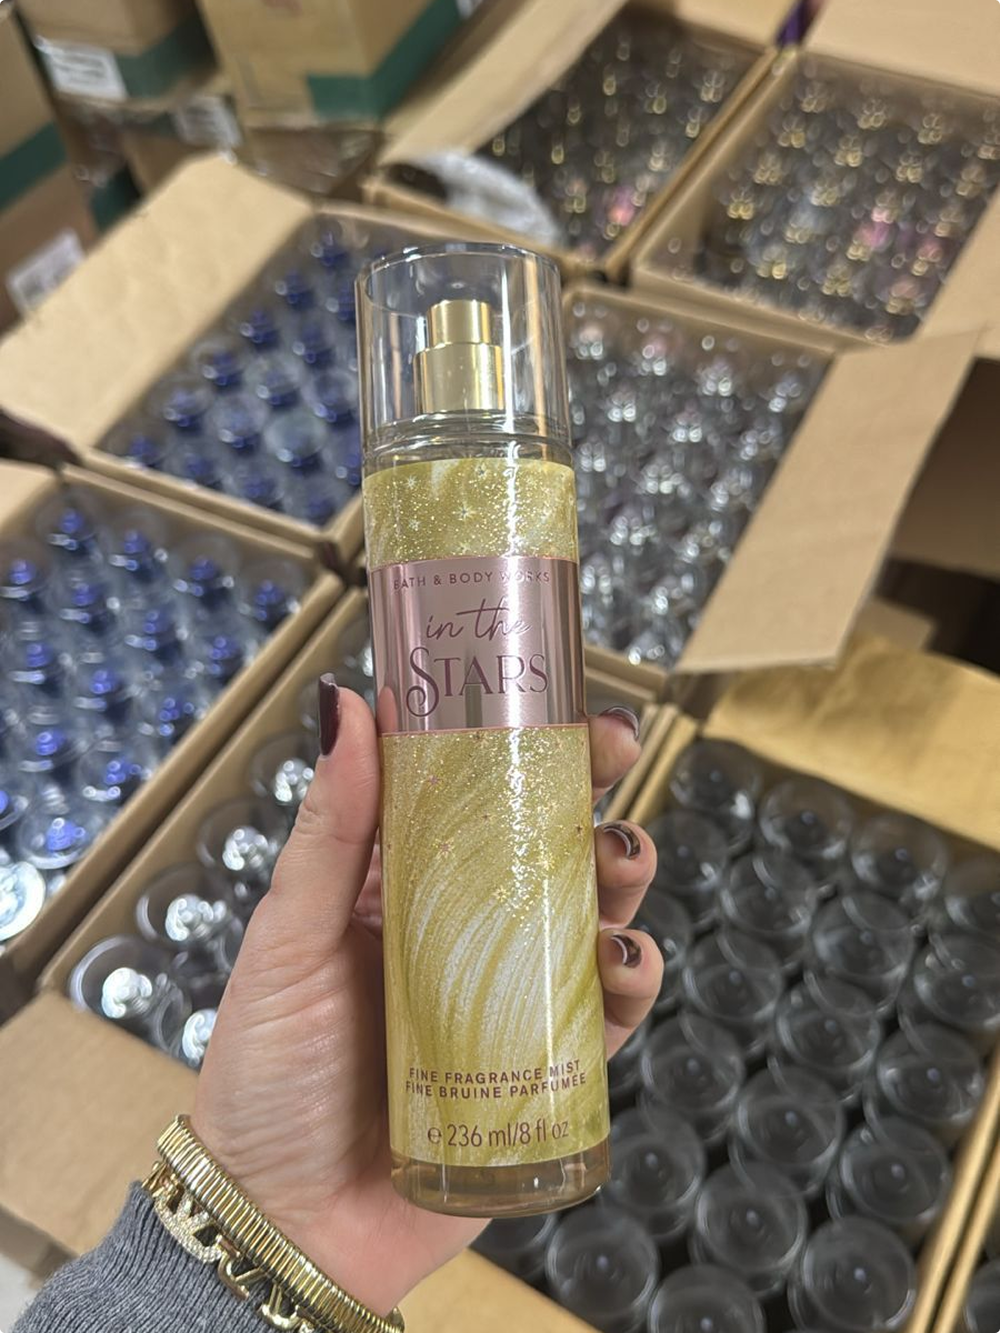 BATH & BODY WORKS
in the
STARS
FINE FRAGRANCE MIST
FINE BRUINE PARFUMÉE
℮ 236 ml/8 fl oz